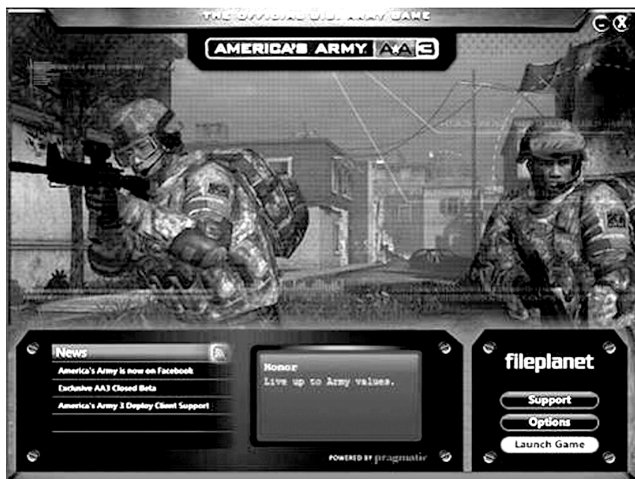 THE OFFICIAL U.S. ARMY GAME
AMERICA'S ARMY AA3
News
America's Army is now on Facebook
Exclusive AA3 Closed Beta
America's Army 3 Deploy Client Support
Honor
Live up to Army values.
POWERED BY pragmatic
fileplanet
Support
Options
Launch Game